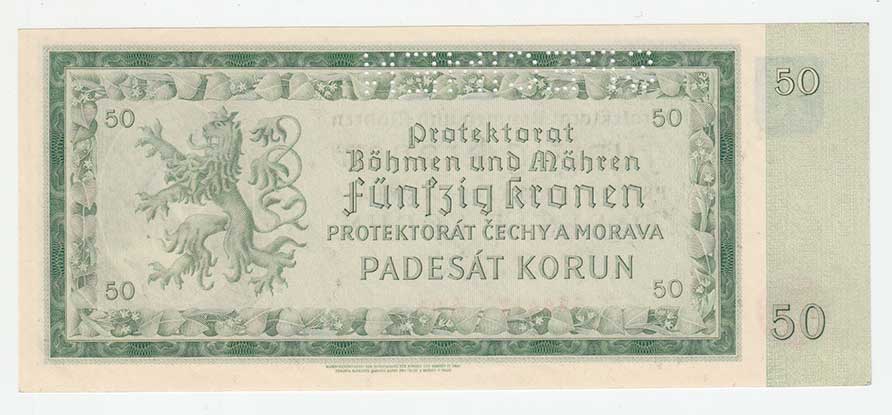 50
50
50
Protektorat
Böhmen und Mähren
Fünfzig Kronen
PROTEKTORÁT ČECHY A MORAVA
PADESÁT KORUN
50
50
50